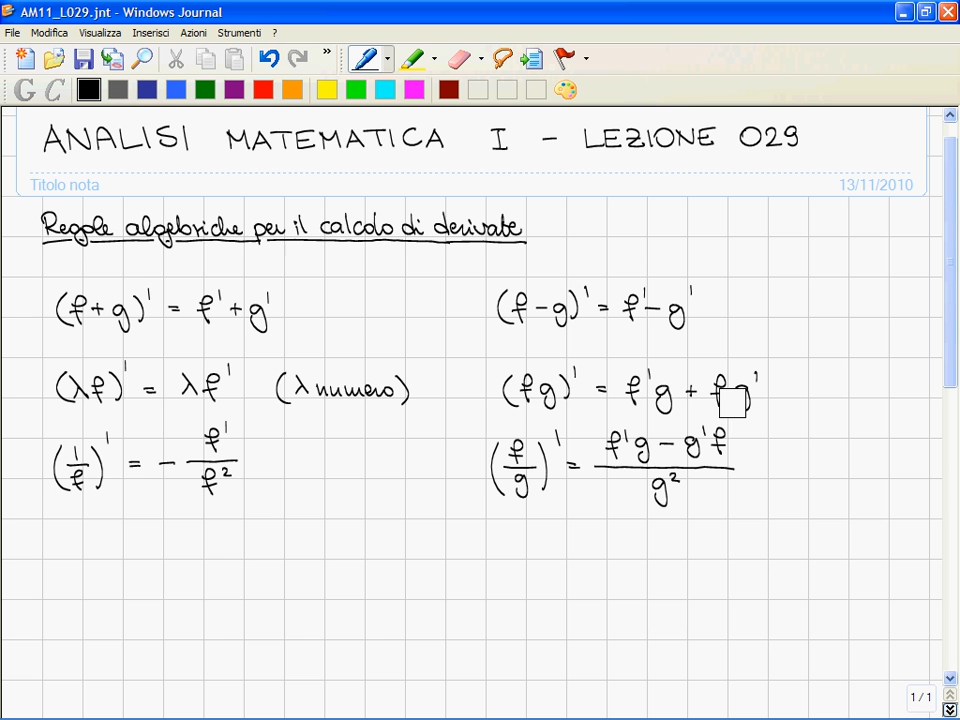 AM11_L029.jnt - Windows Journal
File Modifica Visualizza Inserisci Azioni Strumenti ?
G C
ANALISI MATEMATICA I - LEZIONE 029
Titolo nota 13/11/2010
Regole algebriche per il calcolo di derivate
(f+g)' = f'+g' (f-g)' = f'-g'
(λf)' = λf' (λ numero) (fg)' = f'g + fg'
(1/f)' = - f'/f² (f/g)' = (f'g - g'f)/g²
1 / 1